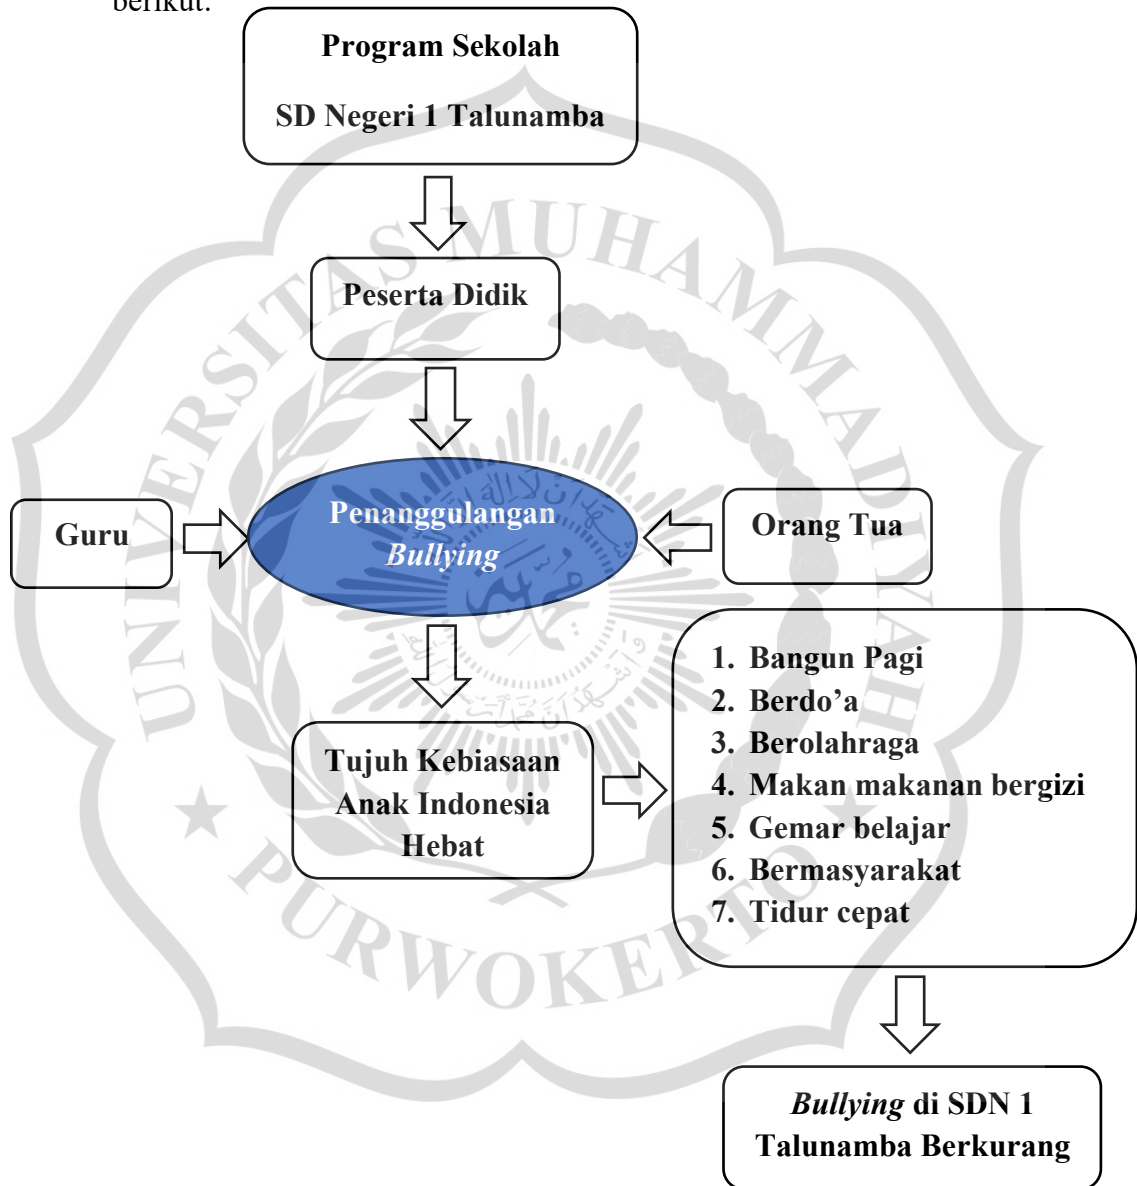 berikut:
Program Sekolah
SD Negeri 1 Talunamba
Peserta Didik
Guru
Penanggulangan
Bullying
Orang Tua
Tujuh Kebiasaan
Anak Indonesia
Hebat
1. Bangun Pagi
2. Berdo’a
3. Berolahraga
4. Makan makanan bergizi
5. Gemar belajar
6. Bermasyarakat
7. Tidur cepat
Bullying di SDN 1
Talunamba Berkurang
UNIVERSITAS MUHAMMADIYAH
PURWOKERTO